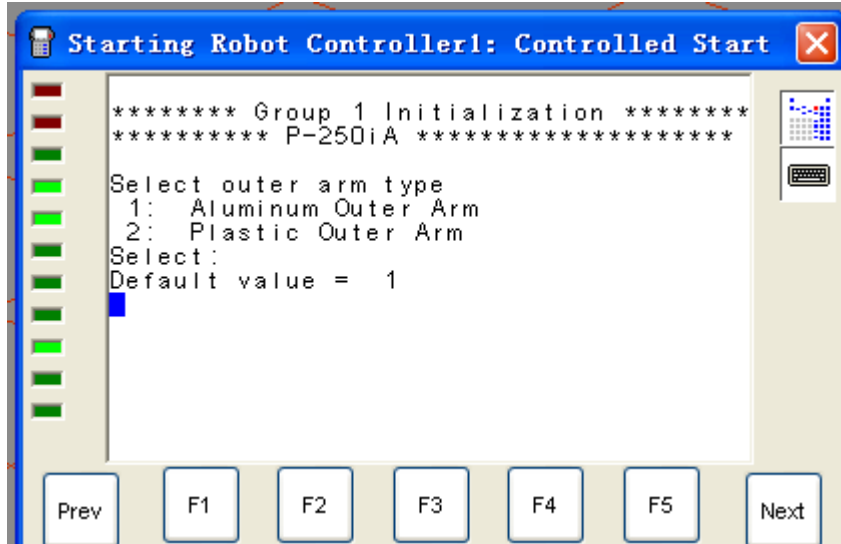 Starting Robot Controller1: Controlled Start
******** Group 1 Initialization ********
********** P-250iA *********************
Select outer arm type
1: Aluminum Outer Arm
2: Plastic Outer Arm
Select:
Default value = 1
Prev F1 F2 F3 F4 F5 Next